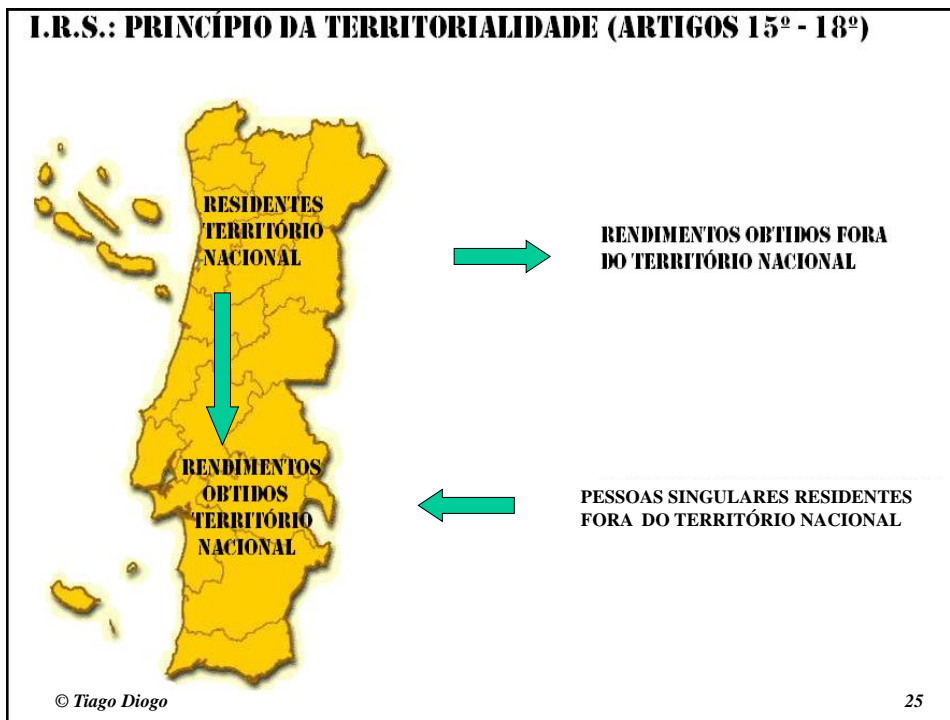 I.R.S.: PRINCÍPIO DA TERRITORIALIDADE (ARTIGOS 15º - 18º)
RESIDENTES
TERRITÓRIO
NACIONAL
RENDIMENTOS OBTIDOS FORA
DO TERRITÓRIO NACIONAL
RENDIMENTOS
OBTIDOS
TERRITÓRIO
NACIONAL
PESSOAS SINGULARES RESIDENTES
FORA DO TERRITÓRIO NACIONAL
© Tiago Diogo
25